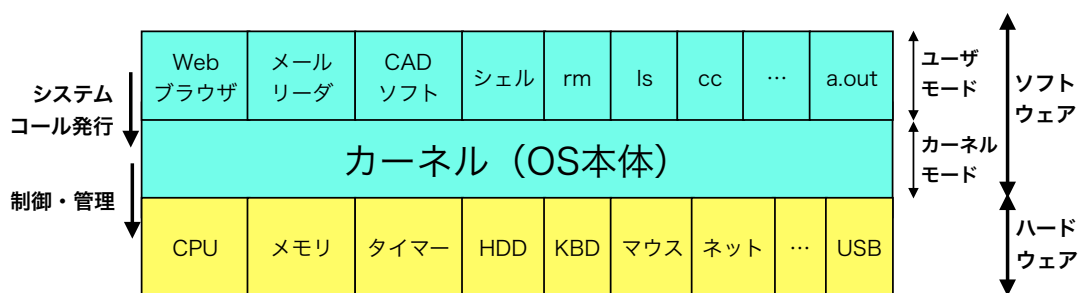 システム
コール発行
制御・管理
Web
ブラウザ
メール
リーダ
CAD
ソフト
シェル
rm
ls
cc
…
a.out
カーネル（OS本体）
CPU
メモリ
タイマー
HDD
KBD
マウス
ネット
…
USB
ユーザ
モード
カーネル
モード
ソフト
ウェア
ハード
ウェア